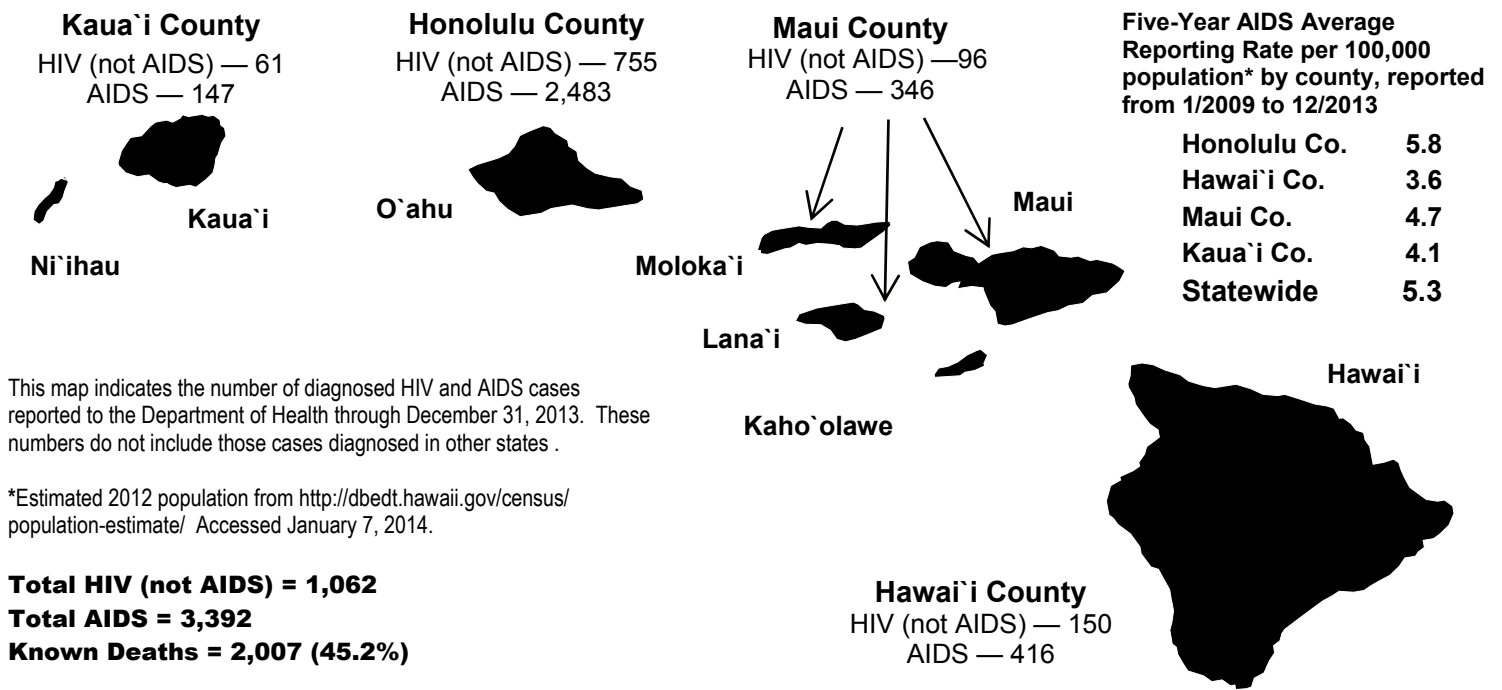 Kaua`i County
HIV (not AIDS) — 61
AIDS — 147
Honolulu County
HIV (not AIDS) — 755
AIDS — 2,483
Maui County
HIV (not AIDS) —96
AIDS — 346
Five-Year AIDS Average
Reporting Rate per 100,000
population* by county, reported
from 1/2009 to 12/2013
Honolulu Co. 5.8
Hawai`i Co. 3.6
Maui Co. 4.7
Kaua`i Co. 4.1
Statewide 5.3
Ni`ihau
Kaua`i
O`ahu
Moloka`i
Maui
Lana`i
Kaho`olawe
Hawai`i
This map indicates the number of diagnosed HIV and AIDS cases
reported to the Department of Health through December 31, 2013. These
numbers do not include those cases diagnosed in other states .
*Estimated 2012 population from http://dbedt.hawaii.gov/census/
population-estimate/ Accessed January 7, 2014.
Total HIV (not AIDS) = 1,062
Total AIDS = 3,392
Known Deaths = 2,007 (45.2%)
Hawai`i County
HIV (not AIDS) — 150
AIDS — 416